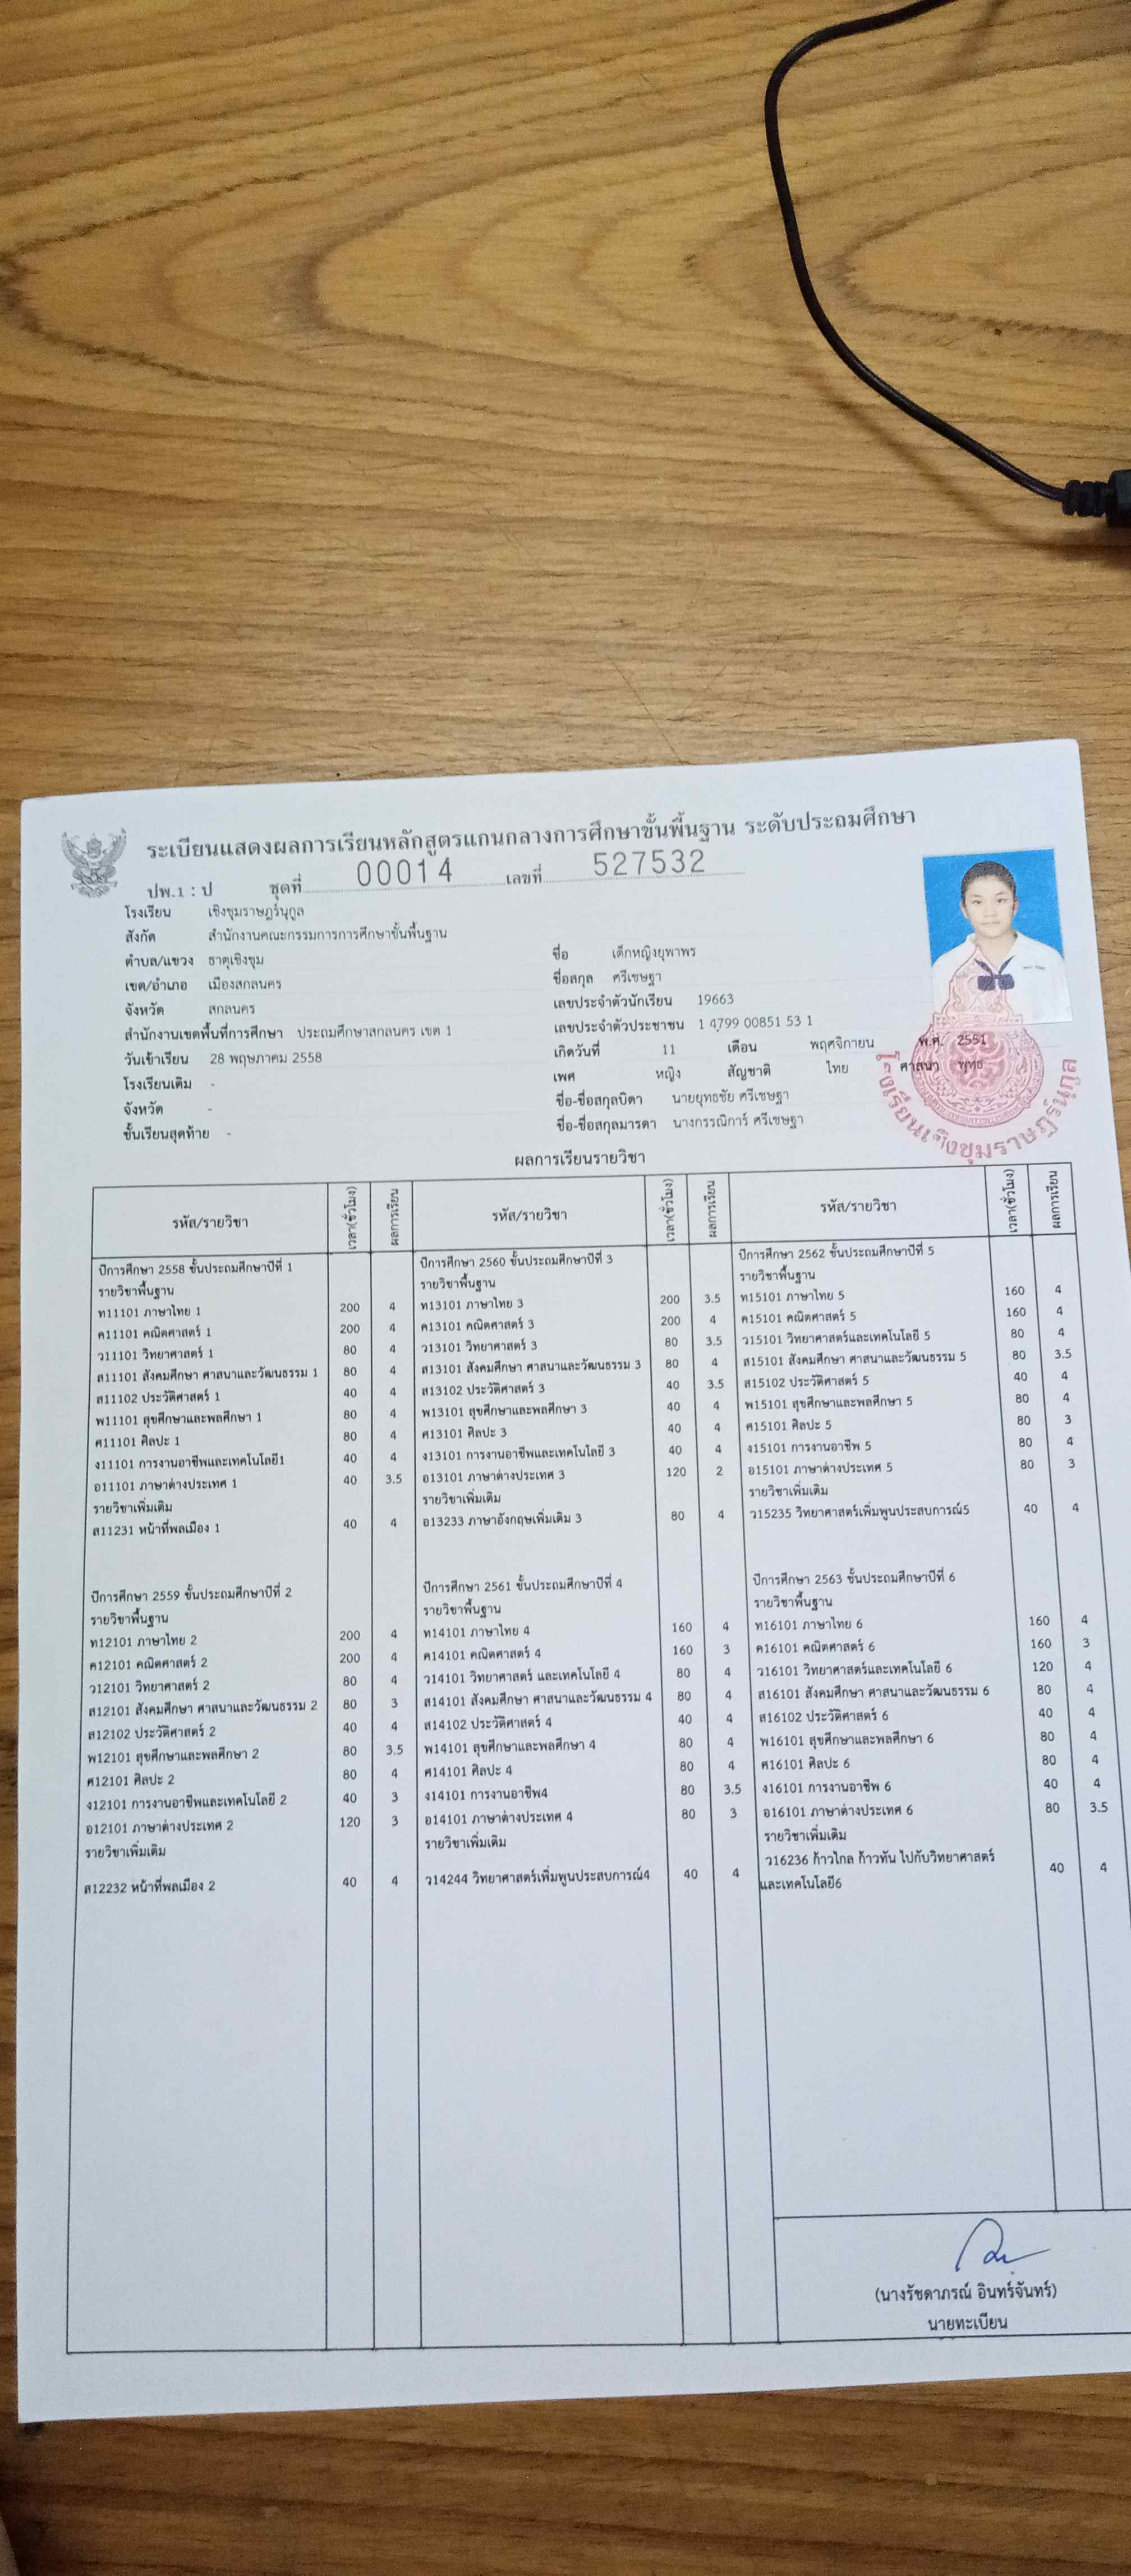 ระเบียนแสดงผลการเรียนหลักสูตรแกนกลางการศึกษาขั้นพื้นฐาน ระดับประถมศึกษา
ปพ.1 : ป ชุดที่ 00014 เลขที่ 527532
โรงเรียน เชิงชุมราษฎร์นุกูล
สังกัด สำนักงานคณะกรรมการการศึกษาขั้นพื้นฐาน
ตำบล/แขวง ธาตุเชิงชุม
เขต/อำเภอ เมืองสกลนคร
จังหวัด สกลนคร
สำนักงานเขตพื้นที่การศึกษา ประถมศึกษาสกลนคร เขต 1
วันเข้าเรียน 28 พฤษภาคม 2558
โรงเรียนเดิม -
จังหวัด -
ชั้นเรียนสุดท้าย -
ชื่อ เด็กหญิงยุพาพร
ชื่อสกุล ศรีเชษฐา
เลขประจำตัวนักเรียน 19663
เลขประจำตัวประชาชน 1 4799 00851 53 1
เกิดวันที่ 11 เดือน พฤศจิกายน พ.ศ. 2551
เพศ หญิง สัญชาติ ไทย ศาสนา พุทธ
ชื่อ-ชื่อสกุลบิดา นายยุทธชัย ศรีเชษฐา
ชื่อ-ชื่อสกุลมารดา นางกรรณิการ์ ศรีเชษฐา
โรงเรียนเชิงชุมราษฎร์นุกูล
ผลการเรียนรายวิชา
รหัส/รายวิชา เวลา(ชั่วโมง) ผลการเรียน
ปีการศึกษา 2558 ชั้นประถมศึกษาปีที่ 1
รายวิชาพื้นฐาน
ท11101 ภาษาไทย 1 200 4
ค11101 คณิตศาสตร์ 1 200 4
ว11101 วิทยาศาสตร์ 1 80 4
ส11101 สังคมศึกษา ศาสนาและวัฒนธรรม 1 80 4
ส11102 ประวัติศาสตร์ 1 40 4
พ11101 สุขศึกษาและพลศึกษา 1 80 4
ศ11101 ศิลปะ 1 80 4
ง11101 การงานอาชีพและเทคโนโลยี1 40 4
อ11101 ภาษาต่างประเทศ 1 40 3.5
รายวิชาเพิ่มเติม
ส11231 หน้าที่พลเมือง 1 40 4
ปีการศึกษา 2559 ชั้นประถมศึกษาปีที่ 2
รายวิชาพื้นฐาน
ท12101 ภาษาไทย 2 200 4
ค12101 คณิตศาสตร์ 2 200 4
ว12101 วิทยาศาสตร์ 2 80 4
ส12101 สังคมศึกษา ศาสนาและวัฒนธรรม 2 80 3
ส12102 ประวัติศาสตร์ 2 40 4
พ12101 สุขศึกษาและพลศึกษา 2 80 3.5
ศ12101 ศิลปะ 2 80 4
ง12101 การงานอาชีพและเทคโนโลยี 2 40 3
อ12101 ภาษาต่างประเทศ 2 120 3
รายวิชาเพิ่มเติม
ส12232 หน้าที่พลเมือง 2 40 4
รหัส/รายวิชา เวลา(ชั่วโมง) ผลการเรียน
ปีการศึกษา 2560 ชั้นประถมศึกษาปีที่ 3
รายวิชาพื้นฐาน
ท13101 ภาษาไทย 3 200 3.5
ค13101 คณิตศาสตร์ 3 200 4
ว13101 วิทยาศาสตร์ 3 80 3.5
ส13101 สังคมศึกษา ศาสนาและวัฒนธรรม 3 80 4
ส13102 ประวัติศาสตร์ 3 40 3.5
พ13101 สุขศึกษาและพลศึกษา 3 40 4
ศ13101 ศิลปะ 3 40 4
ง13101 การงานอาชีพและเทคโนโลยี 3 40 4
อ13101 ภาษาต่างประเทศ 3 120 2
รายวิชาเพิ่มเติม
อ13233 ภาษาอังกฤษเพิ่มเติม 3 80 4
ปีการศึกษา 2561 ชั้นประถมศึกษาปีที่ 4
รายวิชาพื้นฐาน
ท14101 ภาษาไทย 4 160 4
ค14101 คณิตศาสตร์ 4 160 3
ว14101 วิทยาศาสตร์ และเทคโนโลยี 4 80 4
ส14101 สังคมศึกษา ศาสนาและวัฒนธรรม 4 80 4
ส14102 ประวัติศาสตร์ 4 40 4
พ14101 สุขศึกษาและพลศึกษา 4 80 4
ศ14101 ศิลปะ 4 80 4
ง14101 การงานอาชีพ4 80 3.5
อ14101 ภาษาต่างประเทศ 4 80 3
รายวิชาเพิ่มเติม
ว14244 วิทยาศาสตร์เพิ่มพูนประสบการณ์4 40 4
รหัส/รายวิชา เวลา(ชั่วโมง) ผลการเรียน
ปีการศึกษา 2562 ชั้นประถมศึกษาปีที่ 5
รายวิชาพื้นฐาน
ท15101 ภาษาไทย 5 160 4
ค15101 คณิตศาสตร์ 5 160 4
ว15101 วิทยาศาสตร์และเทคโนโลยี 5 80 4
ส15101 สังคมศึกษา ศาสนาและวัฒนธรรม 5 80 3.5
ส15102 ประวัติศาสตร์ 5 40 4
พ15101 สุขศึกษาและพลศึกษา 5 80 4
ศ15101 ศิลปะ 5 80 3
ง15101 การงานอาชีพ 5 80 4
อ15101 ภาษาต่างประเทศ 5 80 3
รายวิชาเพิ่มเติม
ว15235 วิทยาศาสตร์เพิ่มพูนประสบการณ์5 40 4
ปีการศึกษา 2563 ชั้นประถมศึกษาปีที่ 6
รายวิชาพื้นฐาน
ท16101 ภาษาไทย 6 160 4
ค16101 คณิตศาสตร์ 6 160 3
ว16101 วิทยาศาสตร์และเทคโนโลยี 6 120 4
ส16101 สังคมศึกษา ศาสนาและวัฒนธรรม 6 80 4
ส16102 ประวัติศาสตร์ 6 40 4
พ16101 สุขศึกษาและพลศึกษา 6 80 4
ศ16101 ศิลปะ 6 80 4
ง16101 การงานอาชีพ 6 40 4
อ16101 ภาษาต่างประเทศ 6 80 3.5
รายวิชาเพิ่มเติม
ว16236 ก้าวไกล ก้าวทัน ไปกับวิทยาศาสตร์
และเทคโนโลยี6 40 4
(นางรัชดาภรณ์ อินทร์จันทร์)
นายทะเบียน